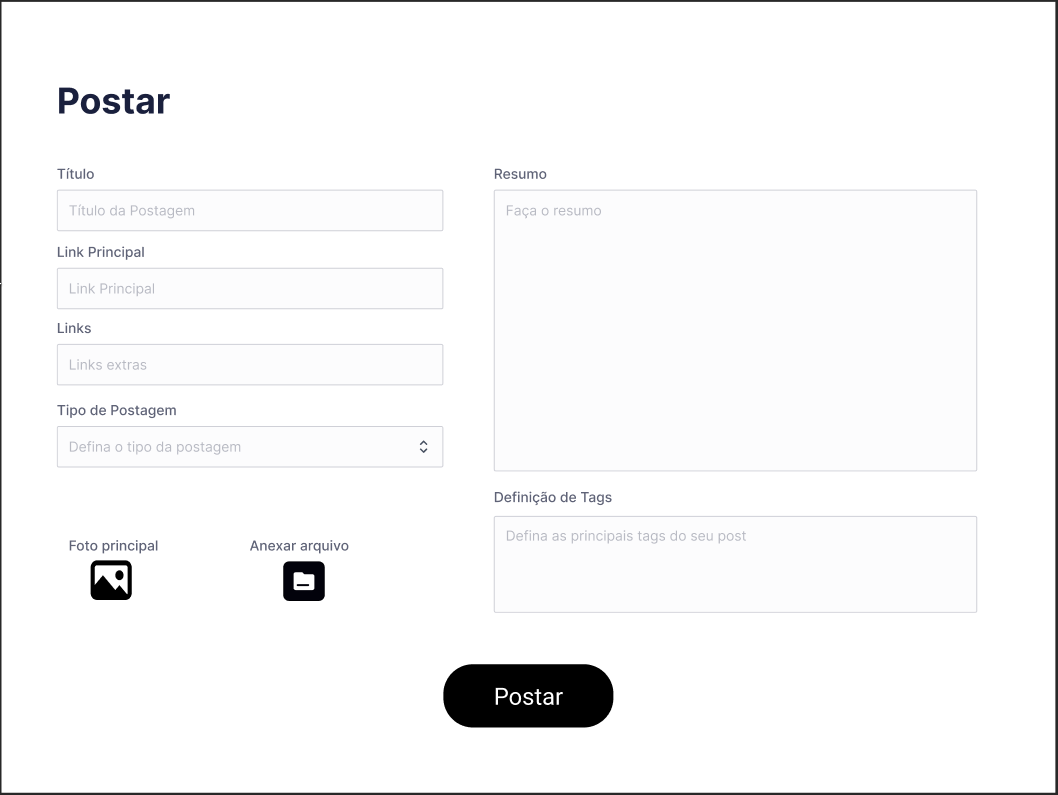 Postar
Título
Título da Postagem
Link Principal
Link Principal
Links
Links extras
Tipo de Postagem
Defina o tipo da postagem
Foto principal
Anexar arquivo
Resumo
Faça o resumo
Definição de Tags
Defina as principais tags do seu post
Postar